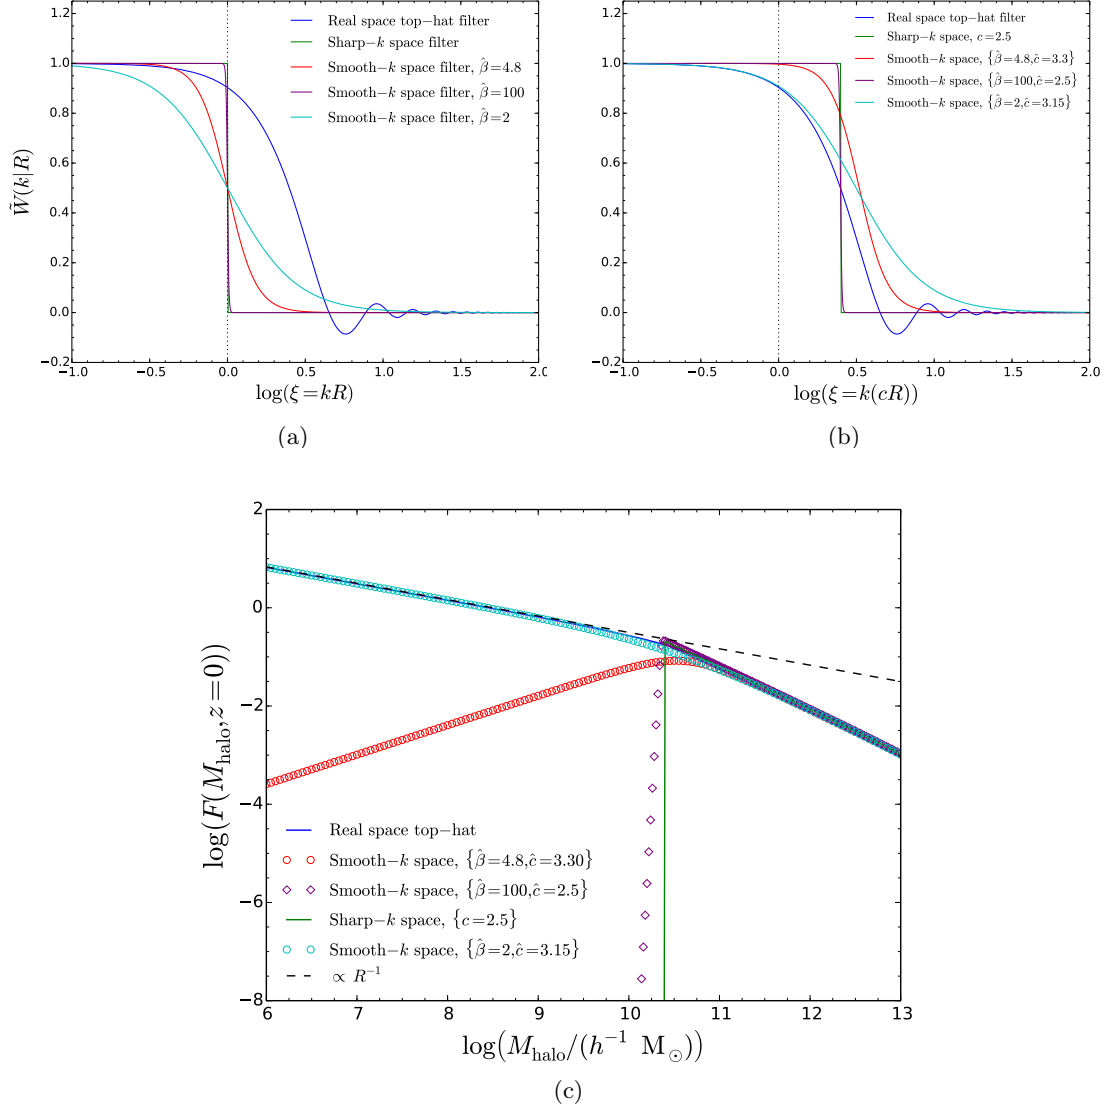 1.2
1.0
0.8
0.6
0.4
0.2
0.0
−0.2
W̃(k|R)
−1.0 −0.5 0.0 0.5 1.0 1.5 2.0
log(ξ=kR)
Real space top−hat filter
Sharp−k space filter
Smooth−k space filter, β̂=4.8
Smooth−k space filter, β̂=100
Smooth−k space filter, β̂=2
(a)
1.2
1.0
0.8
0.6
0.4
0.2
0.0
−0.2
−1.0 −0.5 0.0 0.5 1.0 1.5 2.0
log(ξ=k(cR))
Real space top−hat filter
Sharp−k space, c=2.5
Smooth−k space, {β̂=4.8,ĉ=3.3}
Smooth−k space, {β̂=100,ĉ=2.5}
Smooth−k space, {β̂=2,ĉ=3.15}
(b)
2
0
−2
−4
−6
−8
log(F(M_halo,z=0))
Real space top−hat
Smooth−k space, {β̂=4.8,ĉ=3.30}
Smooth−k space, {β̂=100,ĉ=2.5}
Sharp−k space, {c=2.5}
Smooth−k space, {β̂=2,ĉ=3.15}
∝ R⁻¹
6 7 8 9 10 11 12 13
log(M_halo/(h⁻¹ M_⊙))
(c)